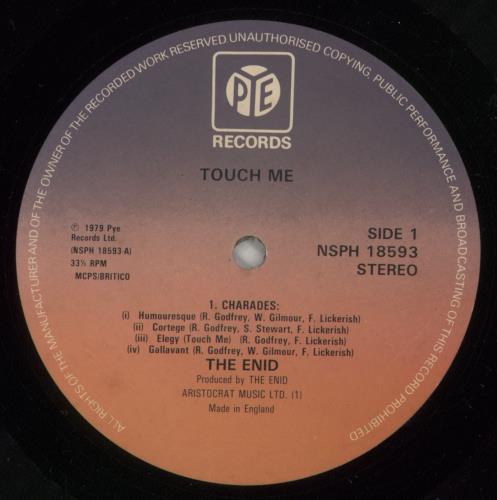 ALL RIGHTS OF THE MANUFACTURER AND OF THE OWNER OF THE RECORDED WORK RESERVED UNAUTHORISED COPYING, PUBLIC PERFORMANCE AND BROADCASTING OF THIS RECORD PROHIBITED
PYE
RECORDS
TOUCH ME
℗ 1979 Pye
Records Ltd.
(NSPH 18593-A)
33⅓ RPM
MCPS/BRITICO
SIDE 1
NSPH 18593
STEREO
1. CHARADES:
(i) Humouresque (R. Godfrey, W. Gilmour, F. Lickerish)
(ii) Cortege (R. Godfrey, S. Stewart, F. Lickerish)
(iii) Elegy (Touch Me) (R. Godfrey, F. Lickerish)
(iv) Gallavant (R. Godfrey, W. Gilmour, F. Lickerish)
THE ENID
Produced by THE ENID
ARISTOCRAT MUSIC LTD. (1)
Made in England